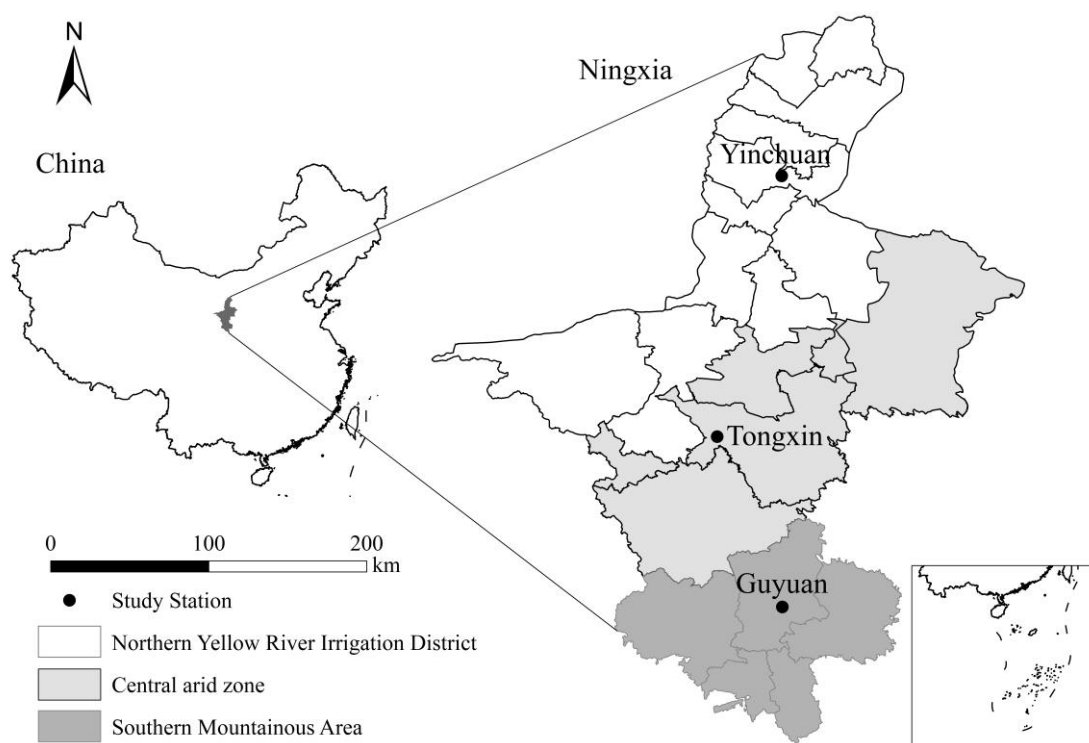 N
China
Ningxia
Yinchuan
Tongxin
Guyuan
0 100 200
km
Study Station
Northern Yellow River Irrigation District
Central arid zone
Southern Mountainous Area